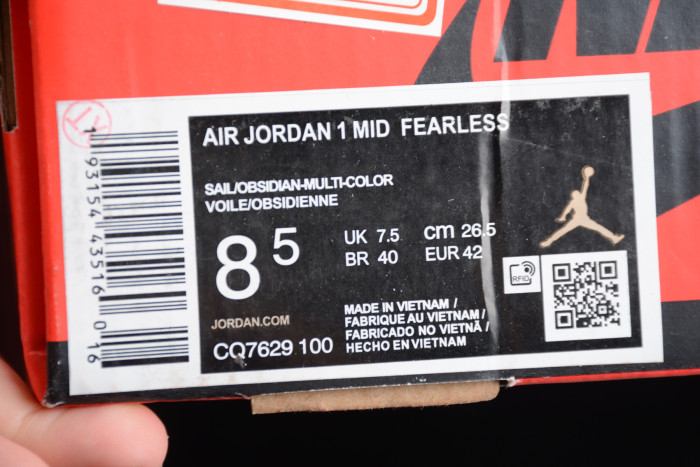 AIR JORDAN 1 MID FEARLESS
SAIL/OBSIDIAN-MULTI-COLOR
VOILE/OBSIDIENNE
8 5
UK 7.5 cm 26.5
BR 40 EUR 42
RFID
JORDAN.COM
CQ7629 100
MADE IN VIETNAM /
FABRIQUE AU VIETNAM /
FABRICADO NO VIETNÃ /
HECHO EN VIETNAM
1 93154 43516 016